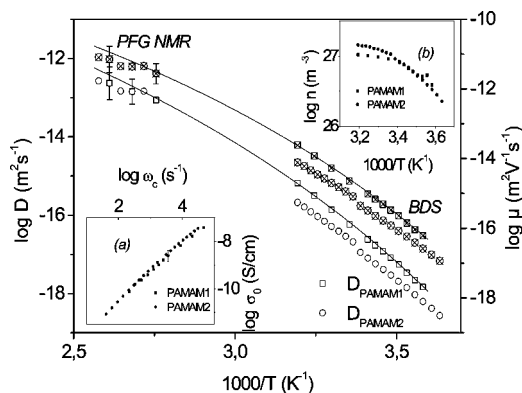 -10
-12
-14
-16
-18
log D (m²s⁻¹)
-12
-14
-16
-18
log μ (m²V⁻¹s⁻¹)
2,5
3,0
3,5
1000/T (K⁻¹)
PFG NMR
BDS
D_PAMAM1
D_PAMAM2
(b)
log n (m⁻³)
27
26
PAMAM1
PAMAM2
3.2
3.4
3.6
1000/T (K⁻¹)
log ω_c (s⁻¹)
2
4
(a)
-8
-10
log σ₀ (S/cm)
PAMAM1
PAMAM2